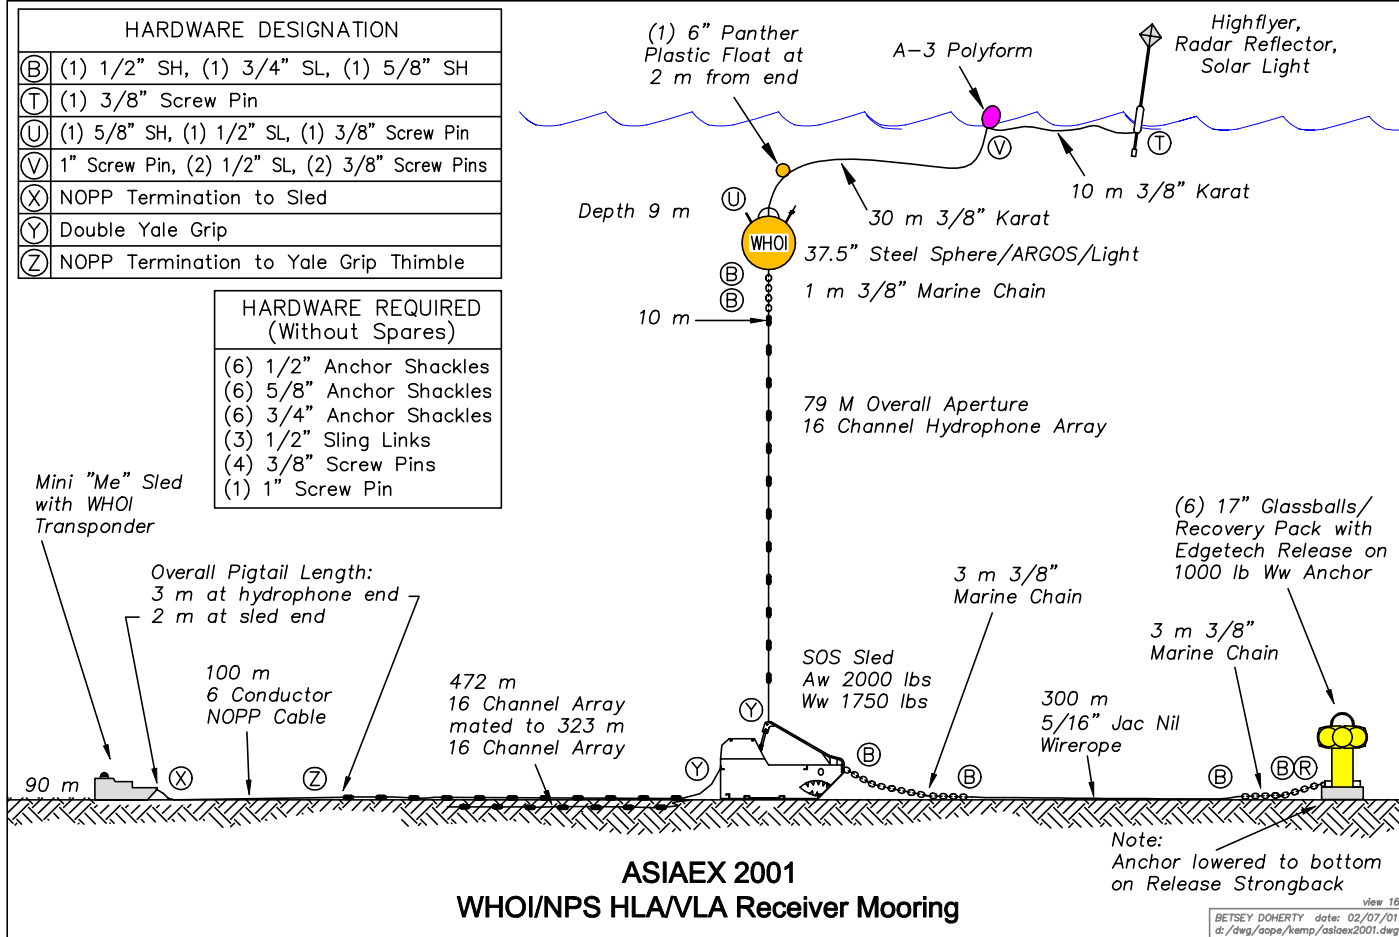 HARDWARE DESIGNATION
B (1) 1/2" SH, (1) 3/4" SL, (1) 5/8" SH
T (1) 3/8" Screw Pin
U (1) 5/8" SH, (1) 1/2" SL, (1) 3/8" Screw Pin
V 1" Screw Pin, (2) 1/2" SL, (2) 3/8" Screw Pins
X NOPP Termination to Sled
Y Double Yale Grip
Z NOPP Termination to Yale Grip Thimble
HARDWARE REQUIRED
(Without Spares)
(6) 1/2" Anchor Shackles
(6) 5/8" Anchor Shackles
(6) 3/4" Anchor Shackles
(3) 1/2" Sling Links
(4) 3/8" Screw Pins
(1) 1" Screw Pin
(1) 6" Panther
Plastic Float at
2 m from end
A-3 Polyform
Highflyer,
Radar Reflector,
Solar Light
V
T
10 m 3/8" Karat
30 m 3/8" Karat
Depth 9 m
U
WHOI
37.5" Steel Sphere/ARGOS/Light
B
B
1 m 3/8" Marine Chain
10 m
79 M Overall Aperture
16 Channel Hydrophone Array
Mini "Me" Sled
with WHOI
Transponder
Overall Pigtail Length:
3 m at hydrophone end
2 m at sled end
100 m
6 Conductor
NOPP Cable
472 m
16 Channel Array
mated to 323 m
16 Channel Array
SOS Sled
Aw 2000 lbs
Ww 1750 lbs
3 m 3/8"
Marine Chain
300 m
5/16" Jac Nil
Wirerope
3 m 3/8"
Marine Chain
(6) 17" Glassballs/
Recovery Pack with
Edgetech Release on
1000 lb Ww Anchor
90 m
X
Z
Y
Y
B
B
B
B R
Note:
Anchor lowered to bottom
on Release Strongback
ASIAEX 2001
WHOI/NPS HLA/VLA Receiver Mooring
view 16
BETSEY DOHERTY date: 02/07/01
d:/dwg/aope/kemp/asiaex2001.dwg